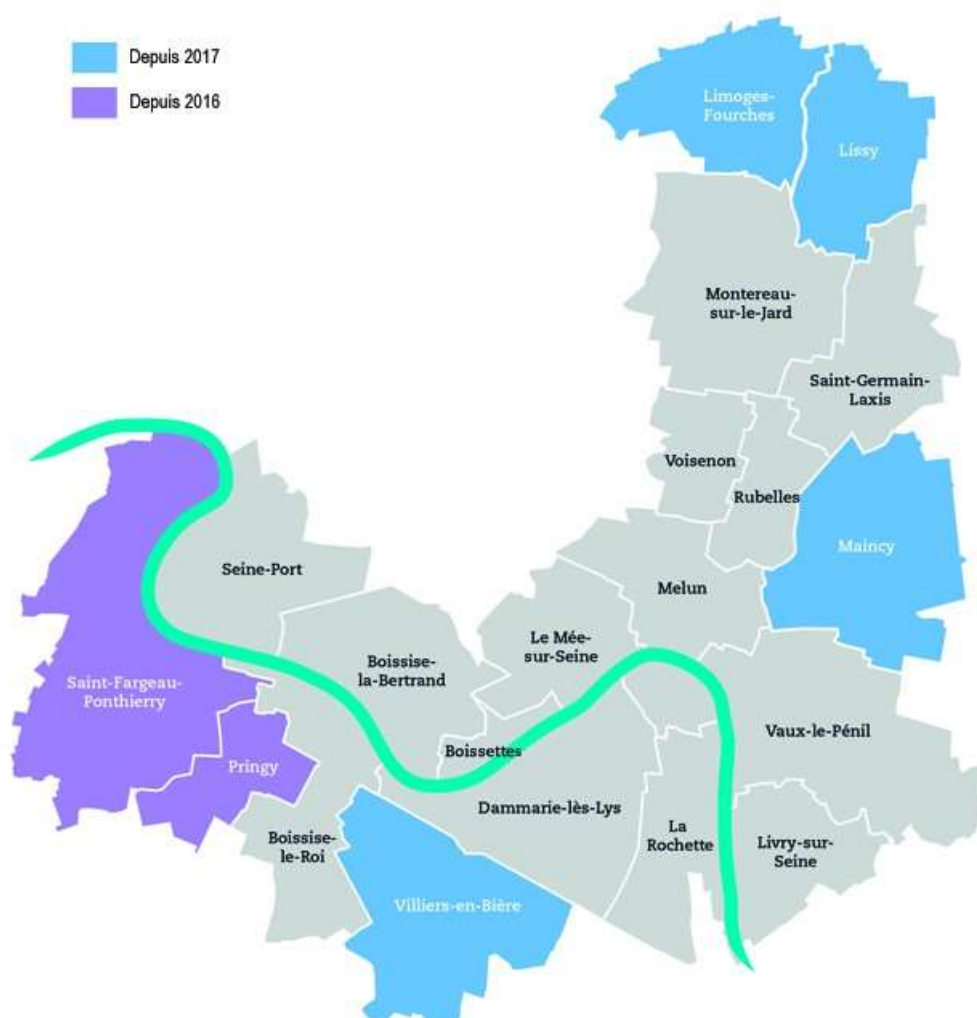 Depuis 2017
Depuis 2016
Limoges-
Fourches
Lissy
Montereau-
sur-le-Jard
Saint-Germain-
Laxis
Voisenon
Rubelles
Maincy
Seine-Port
Melun
Le Mée-
sur-Seine
Boissise-
la-Bertrand
Saint-Fargeau-
Ponthierry
Vaux-le-Pénil
Boissettes
Pringy
Dammarie-lès-Lys
La
Rochette
Livry-sur-
Seine
Boissise-
le-Roi
Villiers-en-Bière